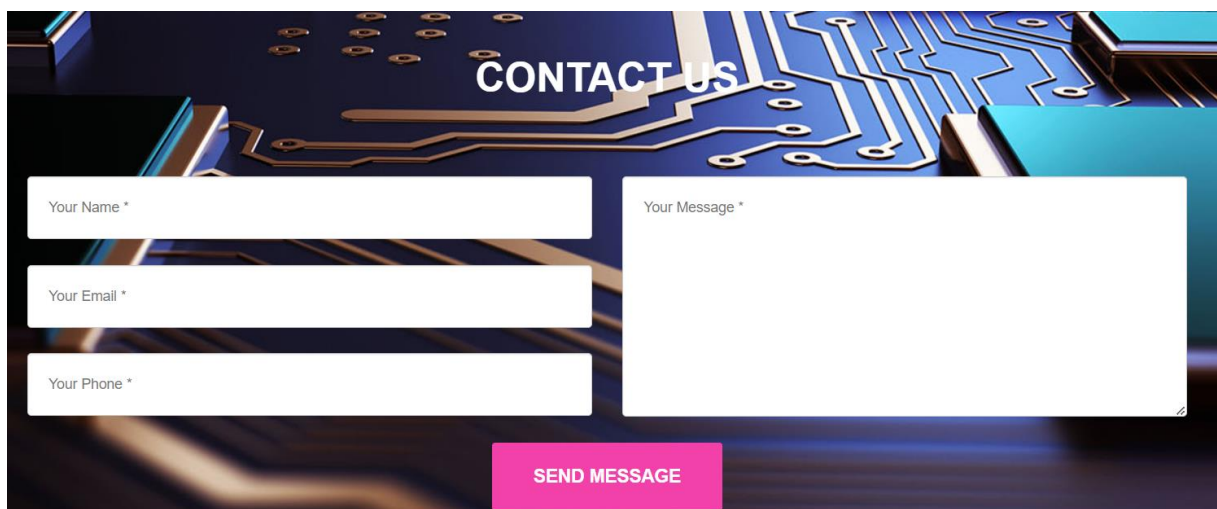 CONTACT US
Your Name *
Your Email *
Your Phone *
Your Message *
SEND MESSAGE